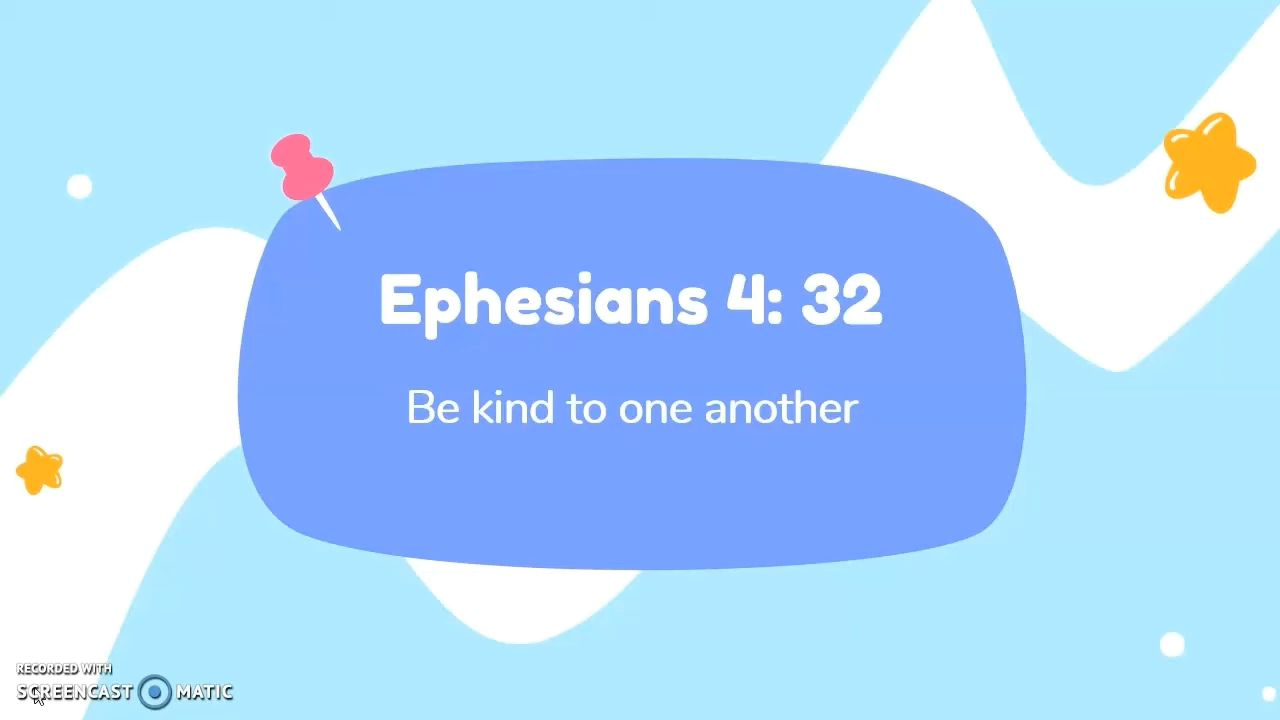 Ephesians 4: 32
Be kind to one another
RECORDED WITH
SCREENCAST MATIC